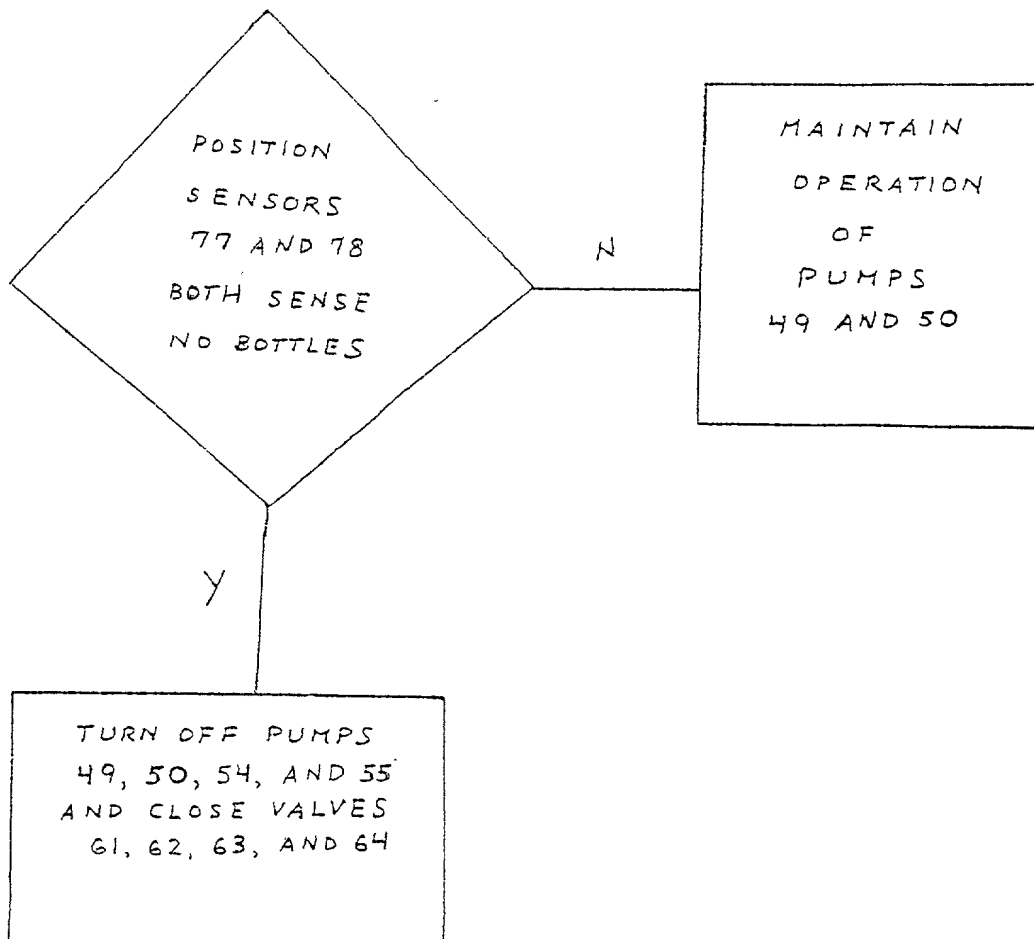 POSITION
SENSORS
77 AND 78
BOTH SENSE
NO BOTTLES
N
MAINTAIN
OPERATION
OF
PUMPS
49 AND 50
Y
TURN OFF PUMPS
49, 50, 54, AND 55
AND CLOSE VALVES
61, 62, 63, AND 64